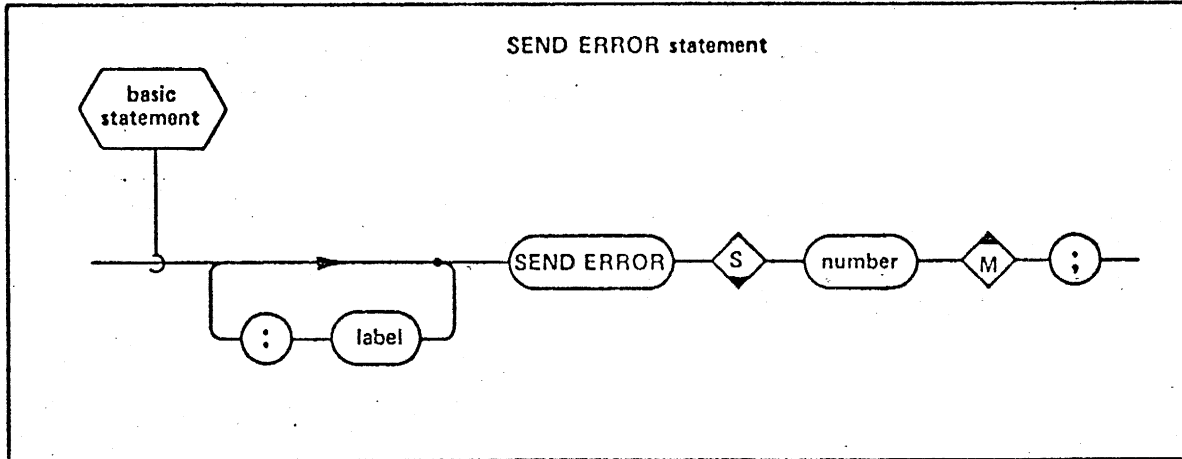 SEND ERROR statement
basic
statement
SEND ERROR S number M ;
: label